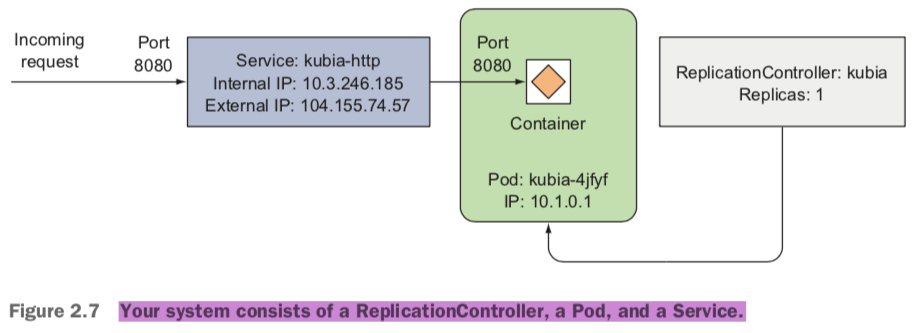 Incoming
request
Port
8080
Service: kubia-http
Internal IP: 10.3.246.185
External IP: 104.155.74.57
Port
8080
Container
Pod: kubia-4jfyf
IP: 10.1.0.1
ReplicationController: kubia
Replicas: 1
Figure 2.7 Your system consists of a ReplicationController, a Pod, and a Service.